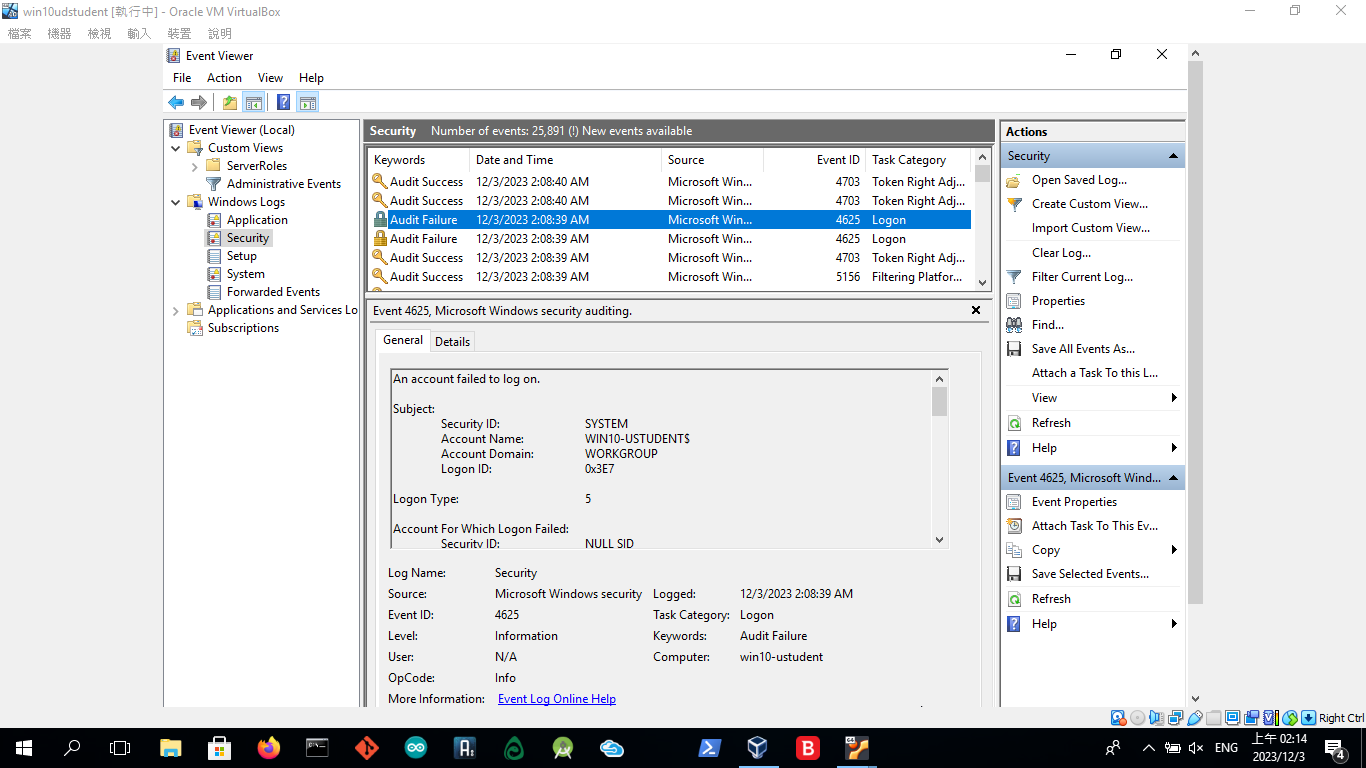 win10udstudent [執行中] - Oracle VM VirtualBox
檔案 機器 檢視 輸入 裝置 說明
Event Viewer
File Action View Help
Event Viewer (Local)
Custom Views
ServerRoles
Administrative Events
Windows Logs
Application
Security
Setup
System
Forwarded Events
Applications and Services Lo
Subscriptions
Security Number of events: 25,891 (!) New events available
Keywords Date and Time Source Event ID Task Category
Audit Success 12/3/2023 2:08:40 AM Microsoft Win... 4703 Token Right Adj...
Audit Success 12/3/2023 2:08:40 AM Microsoft Win... 4703 Token Right Adj...
Audit Failure 12/3/2023 2:08:39 AM Microsoft Win... 4625 Logon
Audit Failure 12/3/2023 2:08:39 AM Microsoft Win... 4625 Logon
Audit Success 12/3/2023 2:08:39 AM Microsoft Win... 4703 Token Right Adj...
Audit Success 12/3/2023 2:08:39 AM Microsoft Win... 5156 Filtering Platfor...
Event 4625, Microsoft Windows security auditing.
General Details
An account failed to log on.
Subject:
Security ID: SYSTEM
Account Name: WIN10-USTUDENT$
Account Domain: WORKGROUP
Logon ID: 0x3E7
Logon Type: 5
Account For Which Logon Failed:
Security ID: NULL SID
Log Name: Security
Source: Microsoft Windows security Logged: 12/3/2023 2:08:39 AM
Event ID: 4625 Task Category: Logon
Level: Information Keywords: Audit Failure
User: N/A Computer: win10-ustudent
OpCode: Info
More Information: Event Log Online Help
Actions
Security
Open Saved Log...
Create Custom View...
Import Custom View...
Clear Log...
Filter Current Log...
Properties
Find...
Save All Events As...
Attach a Task To this L...
View
Refresh
Help
Event 4625, Microsoft Wind...
Event Properties
Attach Task To This Ev...
Copy
Save Selected Events...
Refresh
Help
Right Ctrl
ENG
上午 02:14
2023/12/3
4